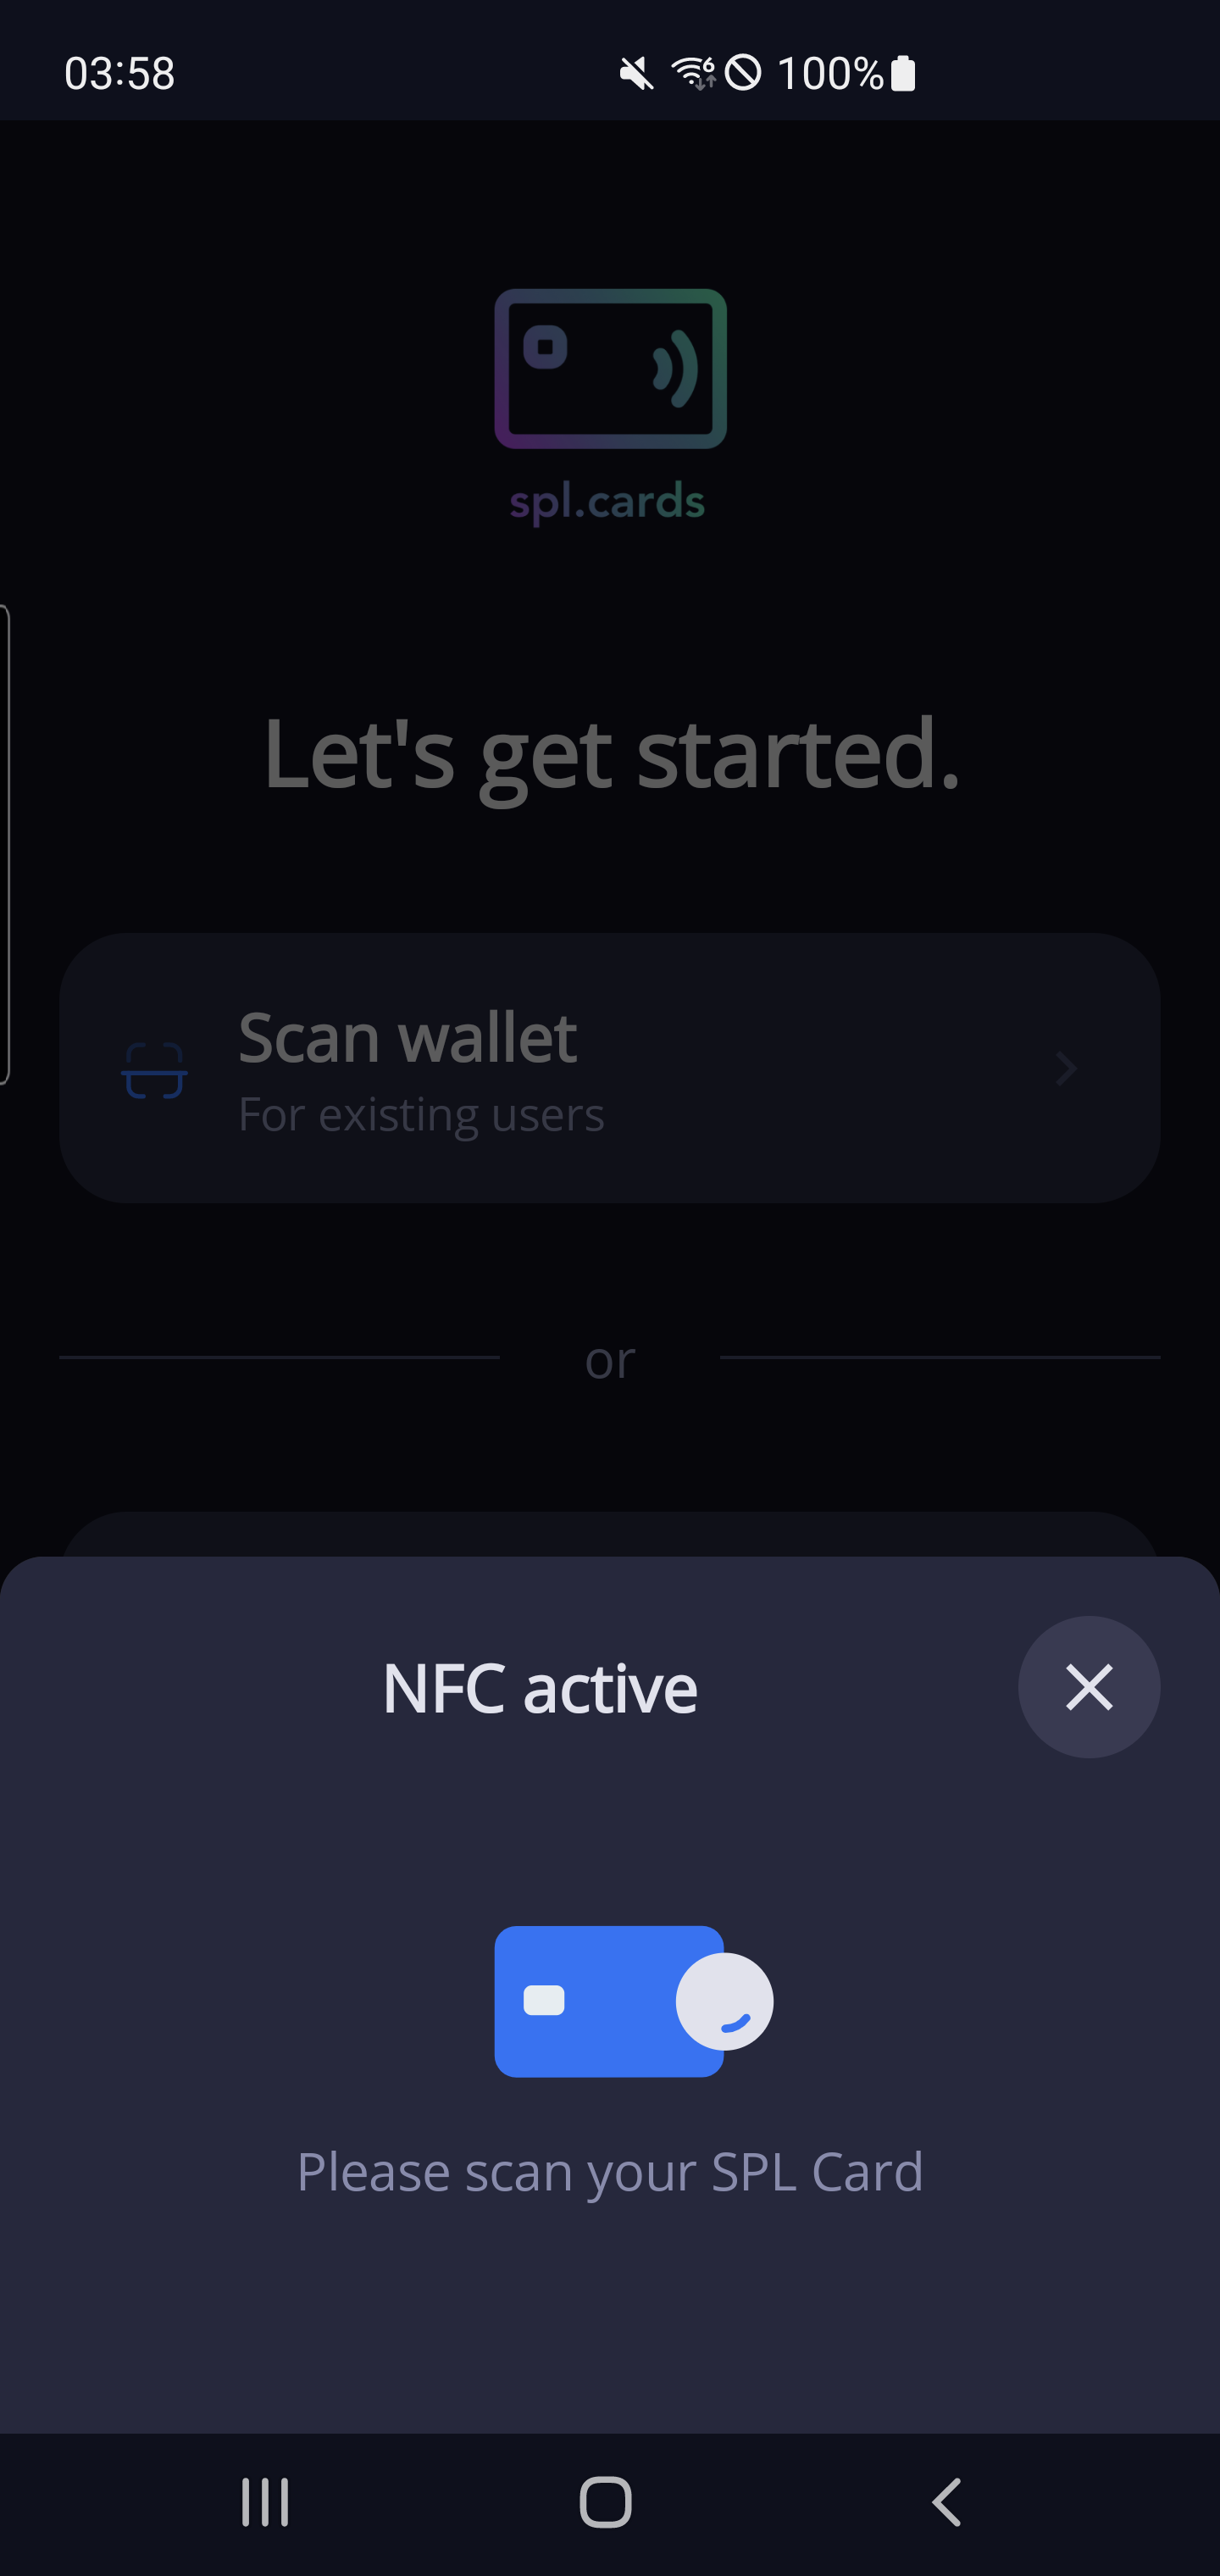 03:58
6
100%
spl.cards
Let's get started.
Scan wallet
For existing users
or
NFC active
Please scan your SPL Card